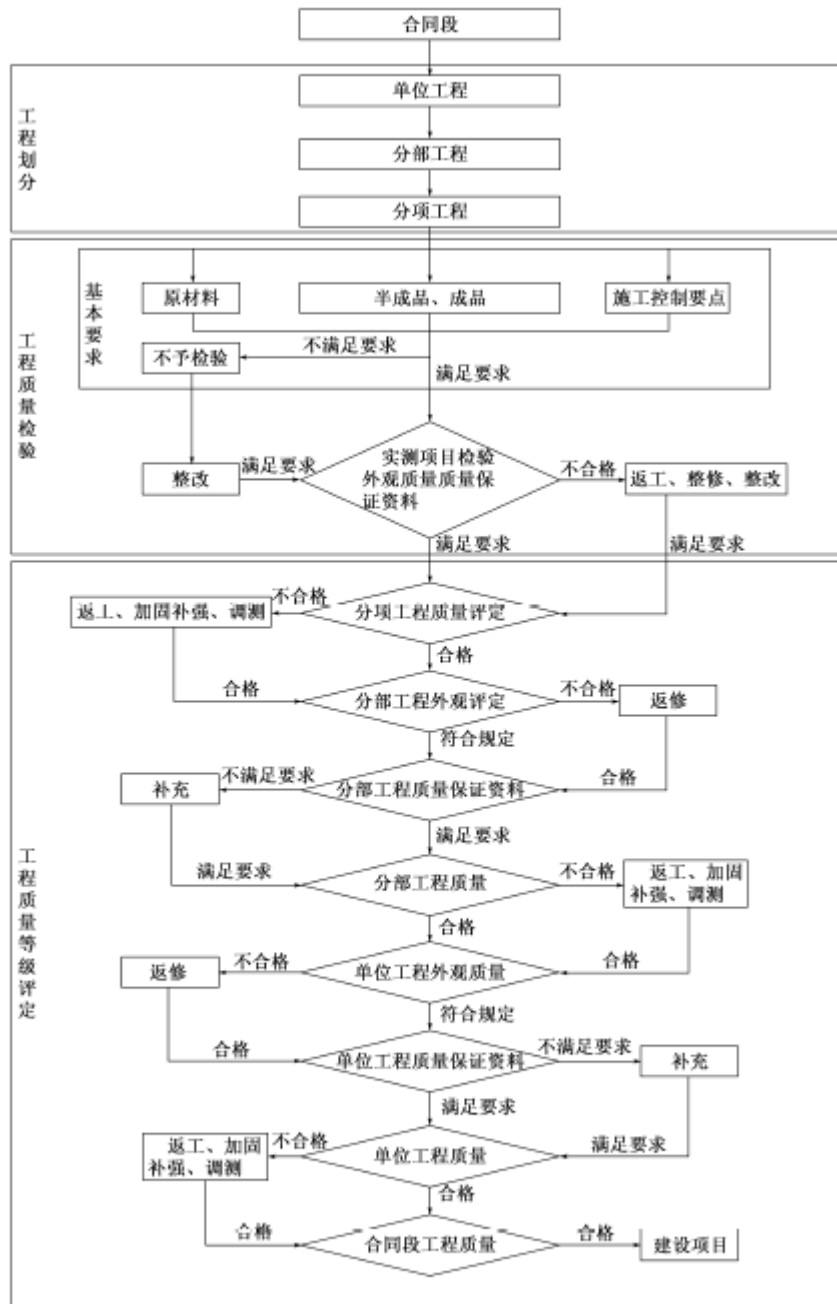 合同段
工程划分
单位工程
分部工程
分项工程
工程质量检验
基本要求
原材料
半成品、成品
施工控制要点
不满足要求
不予检验
满足要求
整改
满足要求
实测项目检验
外观质量质量保
证资料
不合格
返工、整修、整改
满足要求
满足要求
工程质量等级评定
返工、加固补强、调测
不合格
分项工程质量评定
合格
合格
分部工程外观评定
不合格
返修
符合规定
补充
不满足要求
分部工程质量保证资料
合格
满足要求
满足要求
分部工程质量
不合格
返工、加固
补强、调测
合格
返修
不合格
单位工程外观质量
合格
符合规定
合格
单位工程质量保证资料
不满足要求
补充
满足要求
返工、加固
补强、调测
不合格
单位工程质量
满足要求
合格
合格
合同段工程质量
合格
建设项目